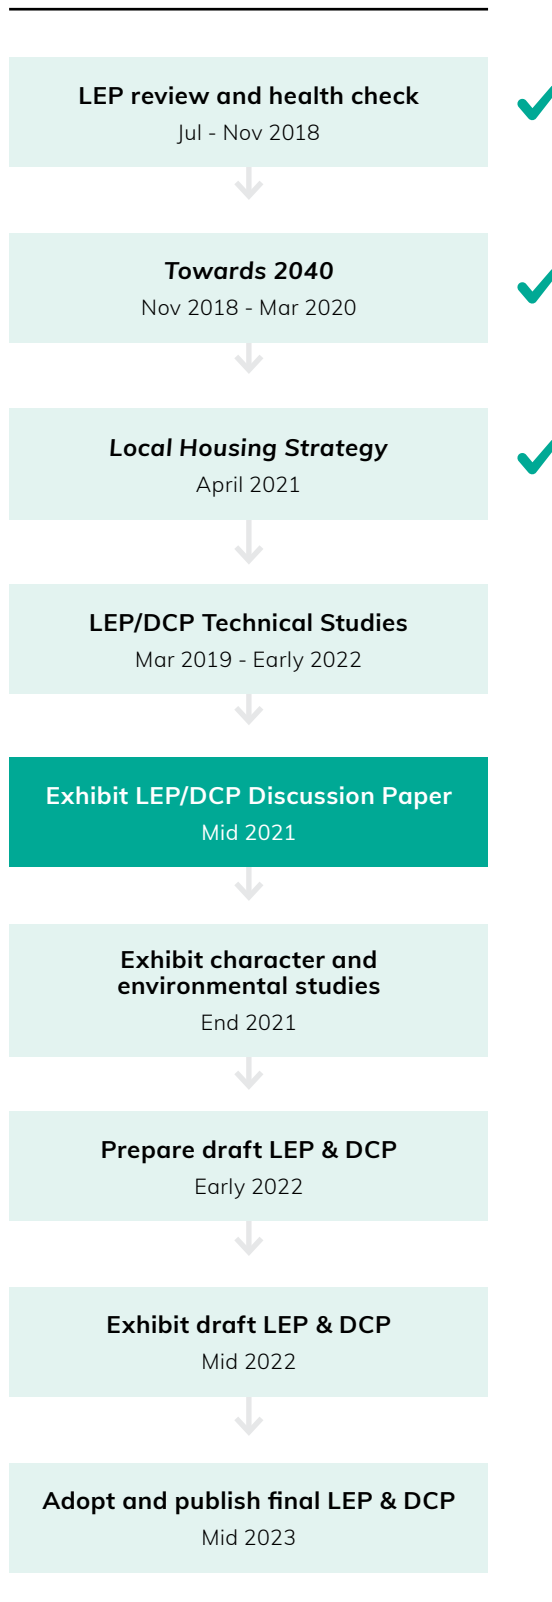 LEP review and health check
Jul - Nov 2018
Towards 2040
Nov 2018 - Mar 2020
Local Housing Strategy
April 2021
LEP/DCP Technical Studies
Mar 2019 - Early 2022
Exhibit LEP/DCP Discussion Paper
Mid 2021
Exhibit character and
environmental studies
End 2021
Prepare draft LEP & DCP
Early 2022
Exhibit draft LEP & DCP
Mid 2022
Adopt and publish final LEP & DCP
Mid 2023